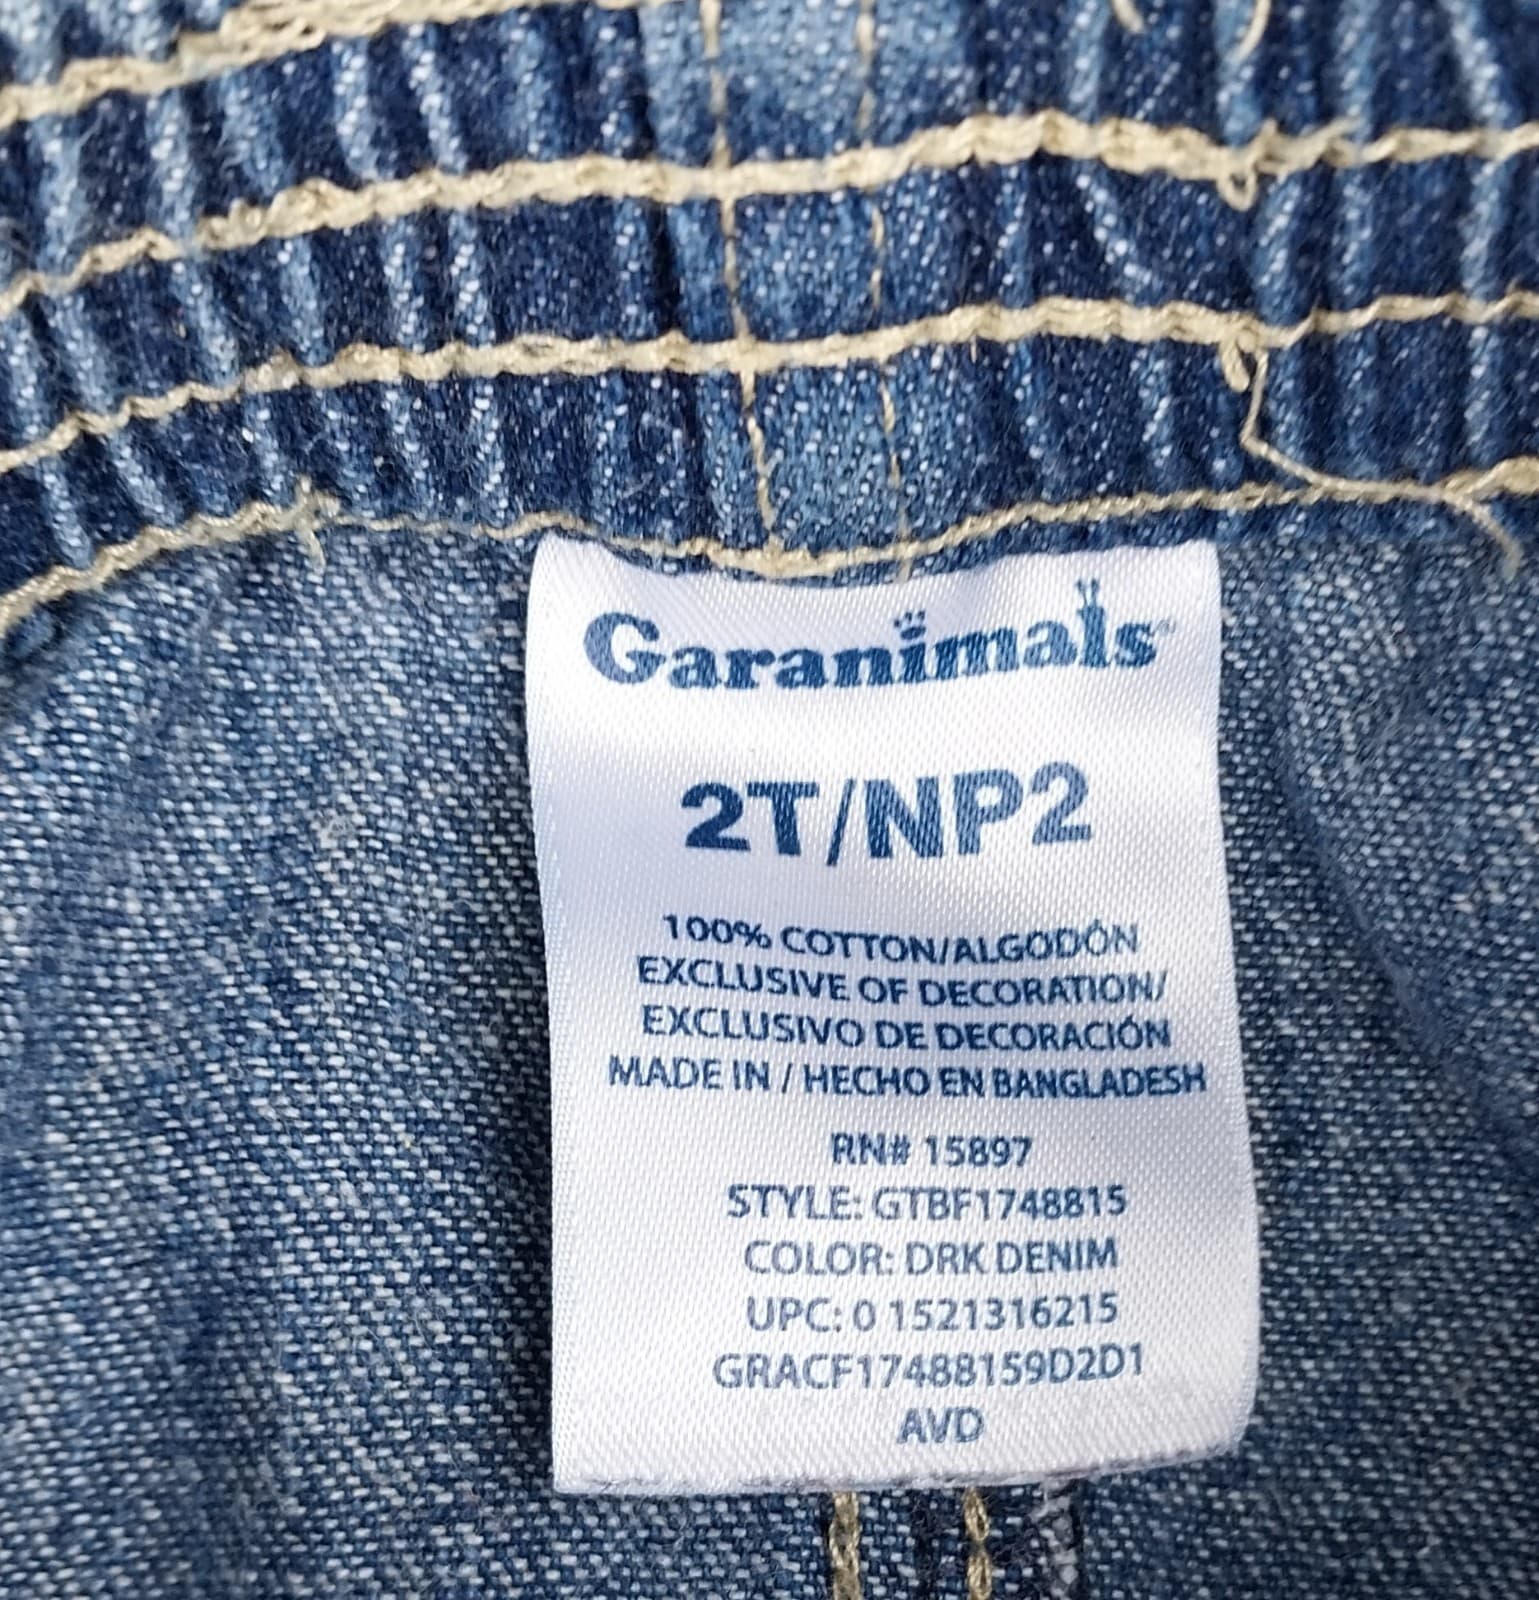 Garanimals®
2T/NP2
100% COTTON/ALGODÓN
EXCLUSIVE OF DECORATION/
EXCLUSIVO DE DECORACIÓN
MADE IN / HECHO EN BANGLADESH
RN# 15897
STYLE: GTBF1748815
COLOR: DRK DENIM
UPC: 0 1521316215
GRACF17488159D2D1
AVD